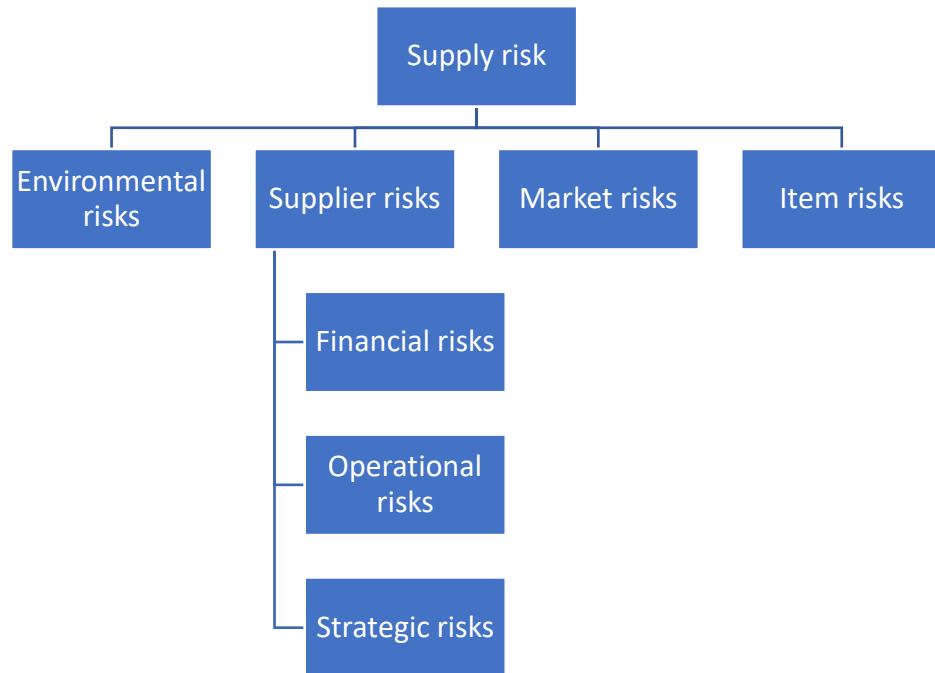 Supply risk
Environmental
risks
Supplier risks
Market risks
Item risks
Financial risks
Operational
risks
Strategic risks